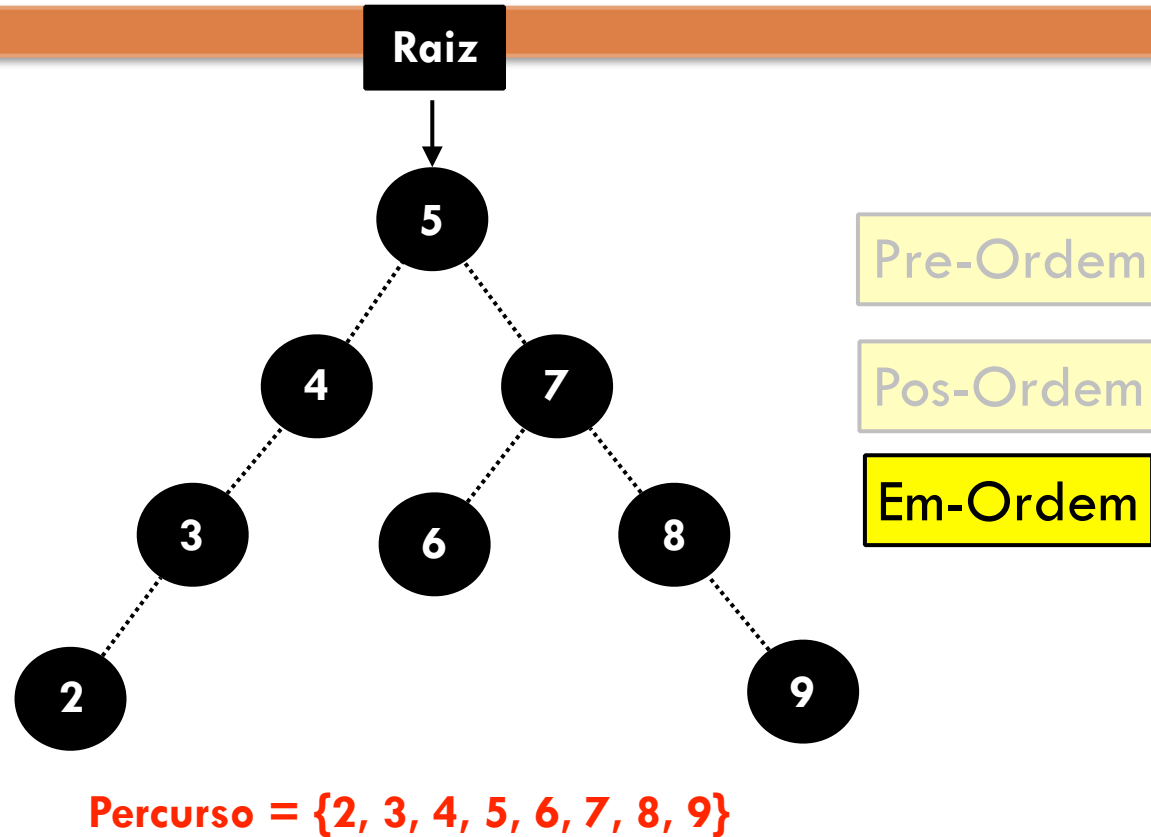 Raiz
5
4
7
3
6
8
2
9
Pre-Ordem
Pos-Ordem
Em-Ordem
Percurso = {2, 3, 4, 5, 6, 7, 8, 9}